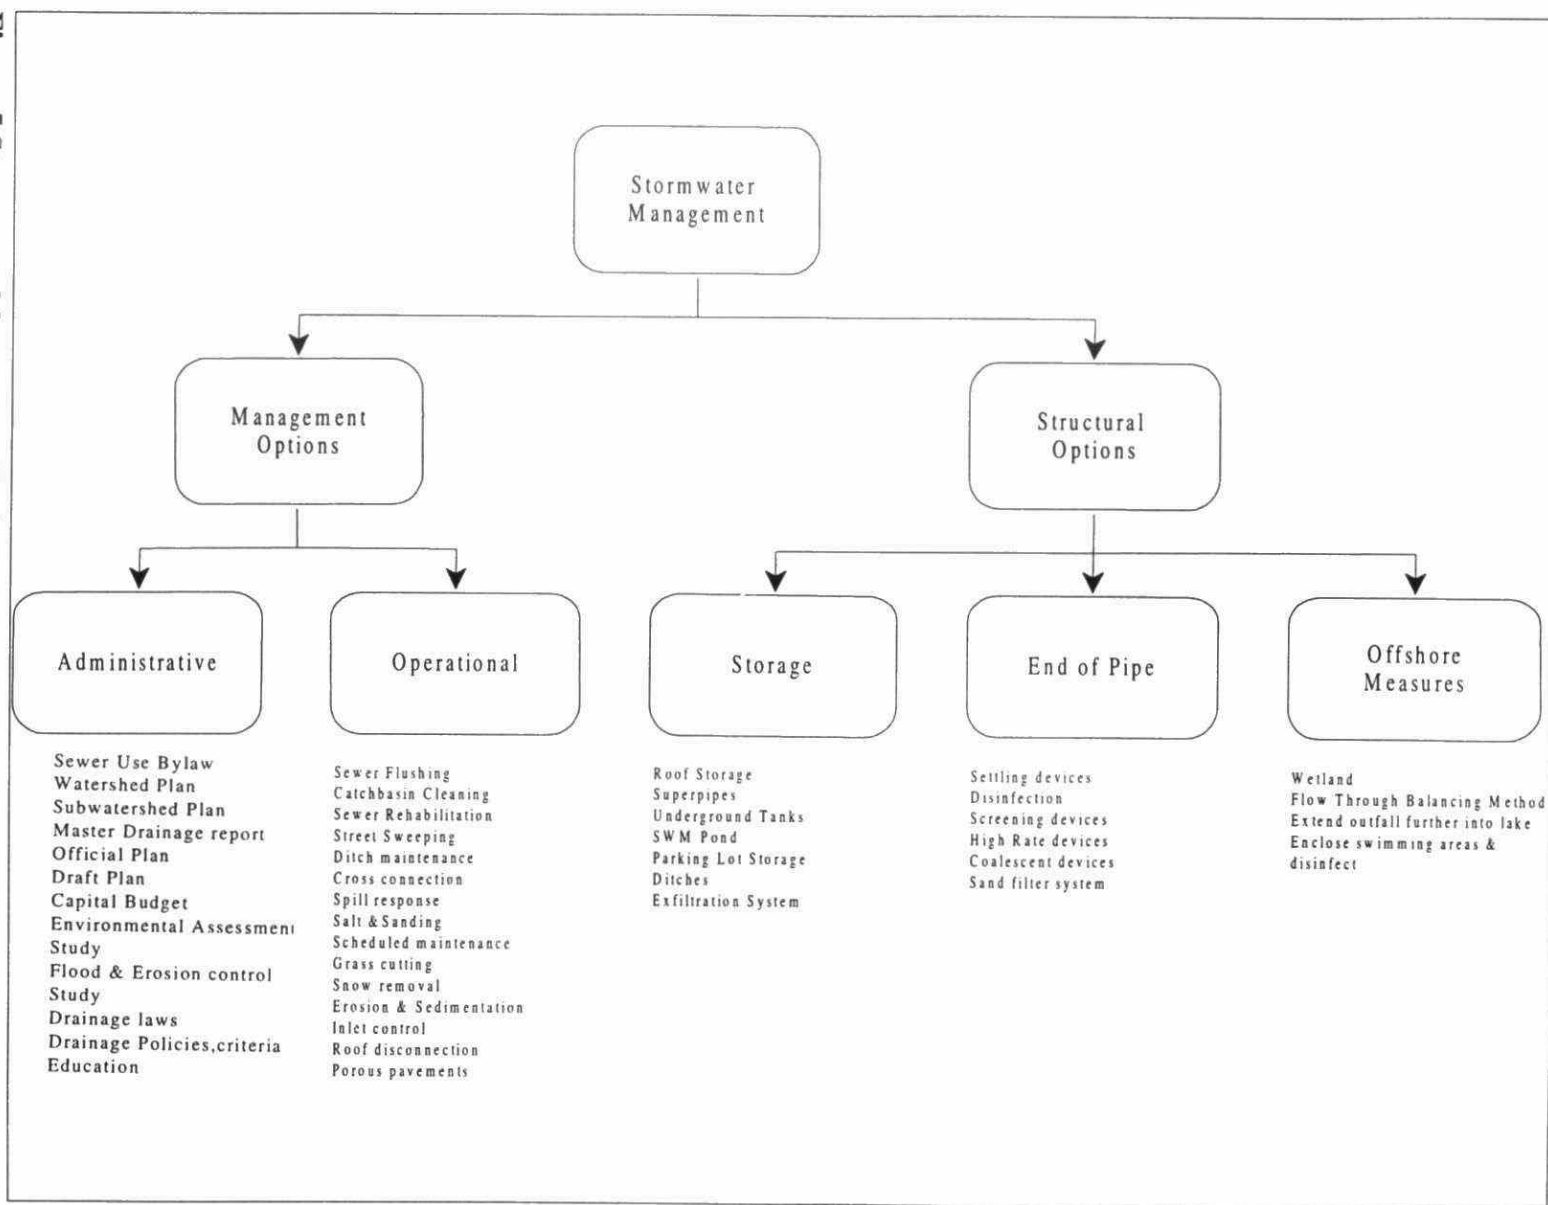 Stormwater
Management
Management
Options
Structural
Options
Administrative
Operational
Storage
End of Pipe
Offshore
Measures
Sewer Use Bylaw
Watershed Plan
Subwatershed Plan
Master Drainage report
Official Plan
Draft Plan
Capital Budget
Environmental Assessment
Study
Flood & Erosion control
Study
Drainage laws
Drainage Policies,criteria
Education
Sewer Flushing
Catchbasin Cleaning
Sewer Rehabilitation
Street Sweeping
Ditch maintenance
Cross connection
Spill response
Salt &Sanding
Scheduled maintenance
Grass cutting
Snow removal
Erosion & Sedimentation
Inlet control
Roof disconnection
Porous pavements
Roof Storage
Superpipes
Underground Tanks
SWM Pond
Parking Lot Storage
Ditches
Exfiltration System
Settling devices
Disinfection
Screening devices
High Rate devices
Coalescent devices
Sand filter system
Wetland
Flow Through Balancing Method
Extend outfall further into lake
Enclose swimming areas &
disinfect